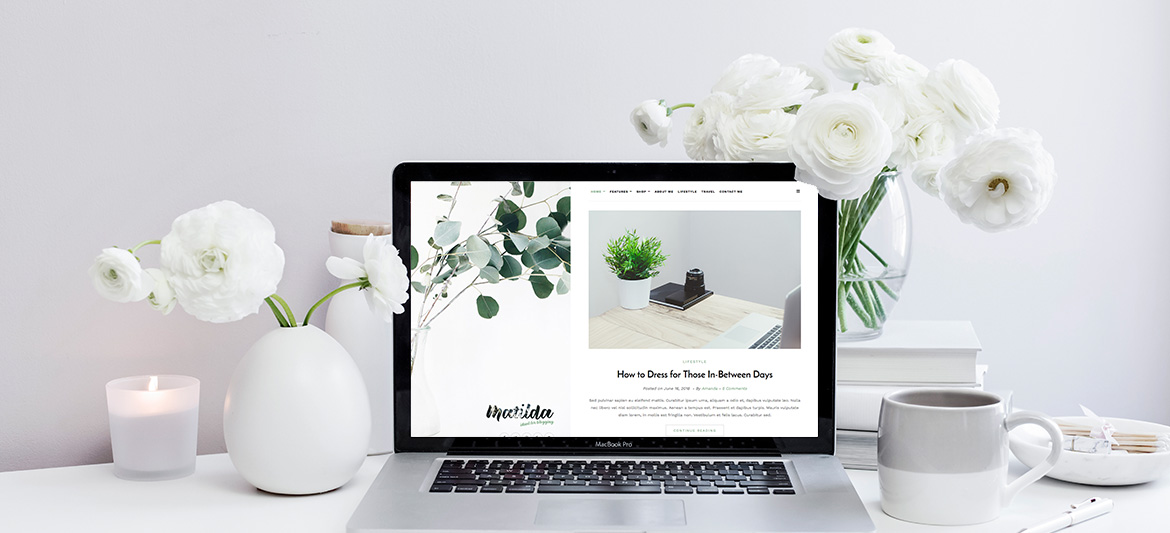 HOME FEATURES SHOP ABOUT ME LIFESTYLE TRAVEL CONTACT ME
LIFESTYLE
How to Dress for Those In-Between Days
Posted on June 16, 2016 - By Amanda - 0 Comments
Sed pulvinar sapien eu eleifend mattis. Curabitur ipsum urna, aliquam a odio et, dapibus vulputate leo. Nulla
nec libero vel nisl sollicitudin maximus. Aenean a tempus est. Praesent et dapibus turpis. Mauris vulputate
diam lorem, in mattis est fringilla non. Vestibulum et felis lacus. Curabitur sed.
CONTINUE READING
Matilda
MacBook Pro